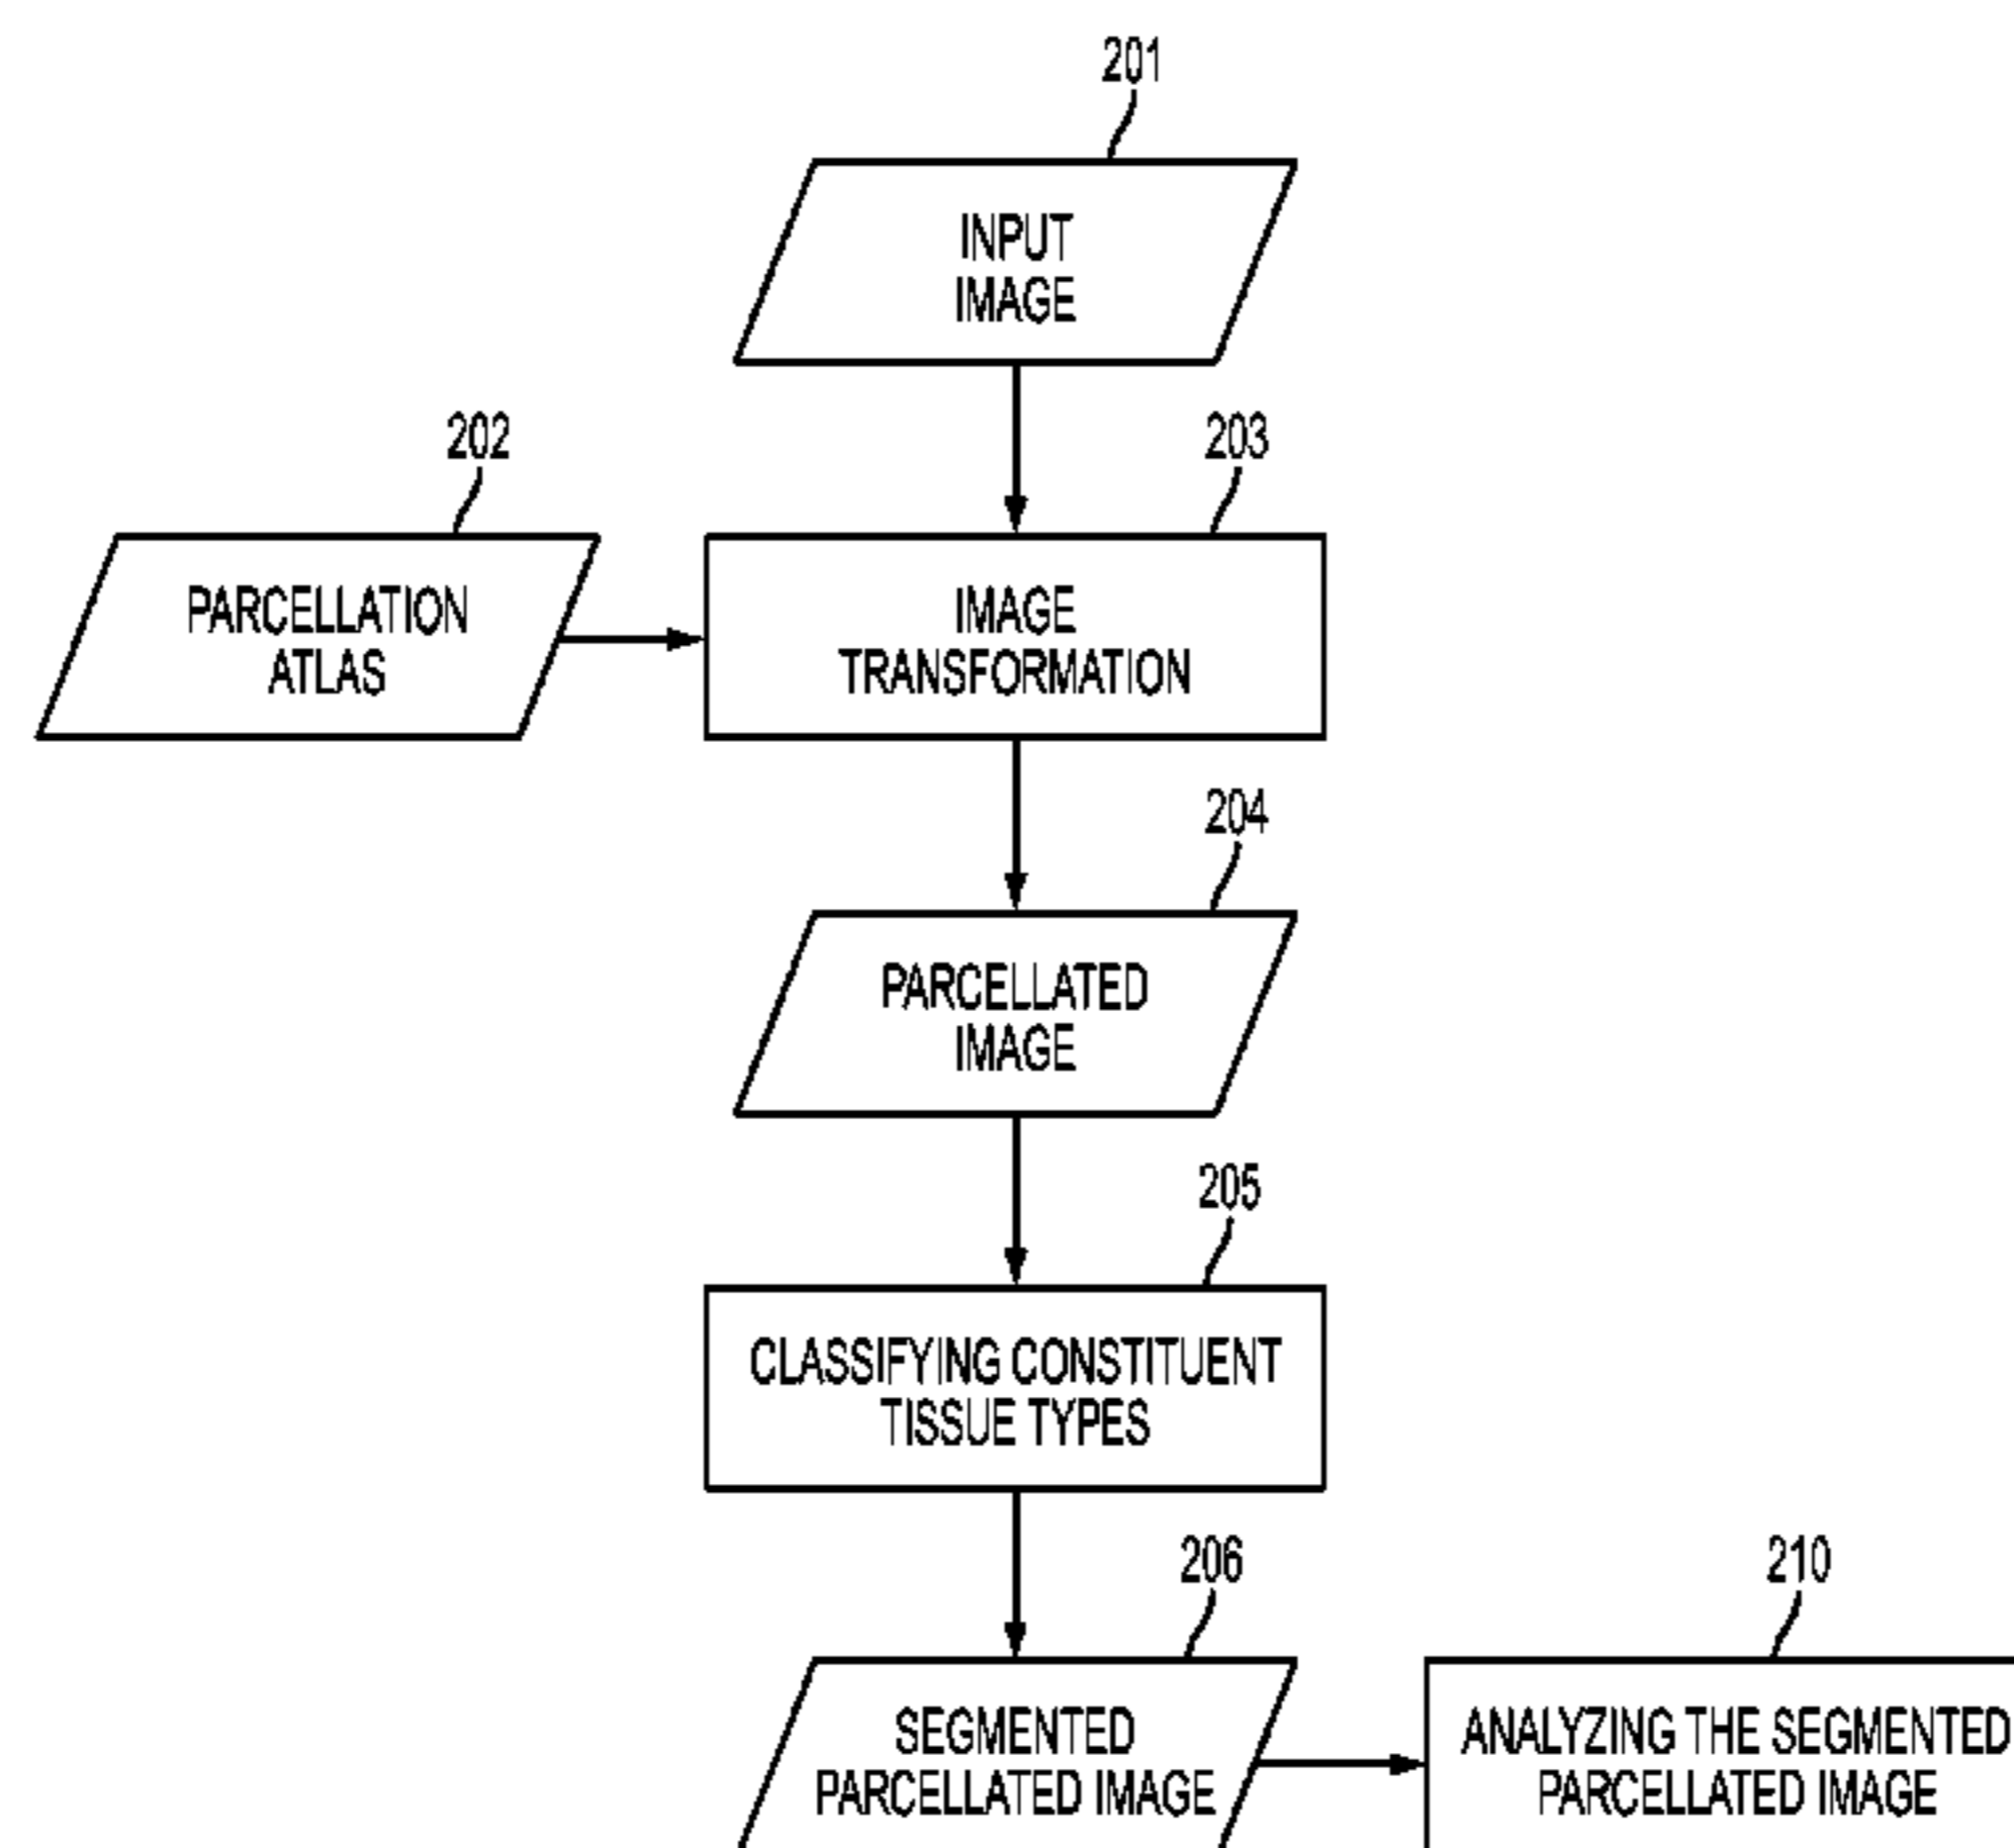 201
INPUT
IMAGE
202
203
PARCELLATION
ATLAS
IMAGE
TRANSFORMATION
204
PARCELLATED
IMAGE
205
CLASSIFYING CONSTITUENT
TISSUE TYPES
206
210
SEGMENTED
PARCELLATED IMAGE
ANALYZING THE SEGMENTED
PARCELLATED IMAGE